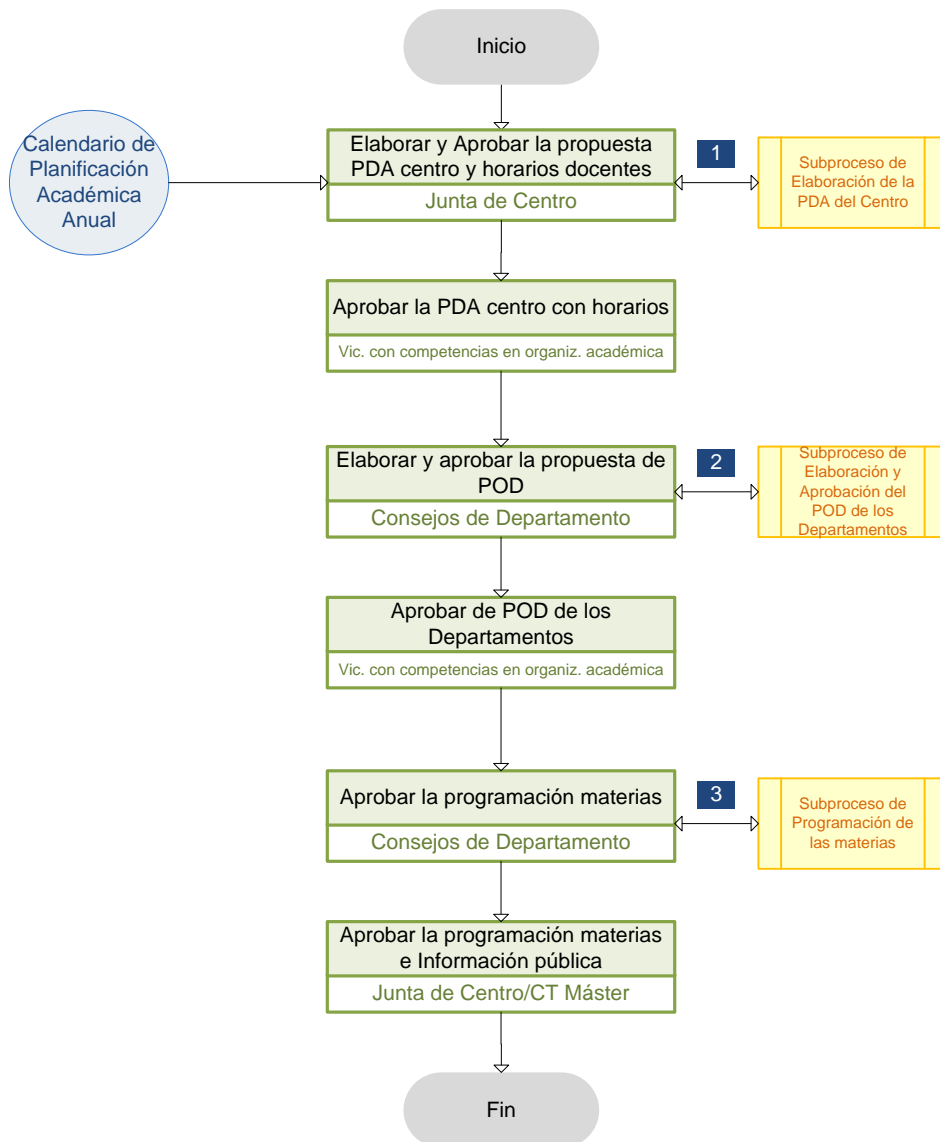 Inicio
Calendario de
Planificación
Académica
Anual
Elaborar y Aprobar la propuesta
PDA centro y horarios docentes
Junta de Centro
1
Subproceso de
Elaboración de la
PDA del Centro
Aprobar la PDA centro con horarios
Vic. con competencias en organiz. académica
Elaborar y aprobar la propuesta de
POD
Consejos de Departamento
2
Subproceso de
Elaboración y
Aprobación del
POD de los
Departamentos
Aprobar de POD de los
Departamentos
Vic. con competencias en organiz. académica
Aprobar la programación materias
Consejos de Departamento
3
Subproceso de
Programación de
las materias
Aprobar la programación materias
e Información pública
Junta de Centro/CT Máster
Fin